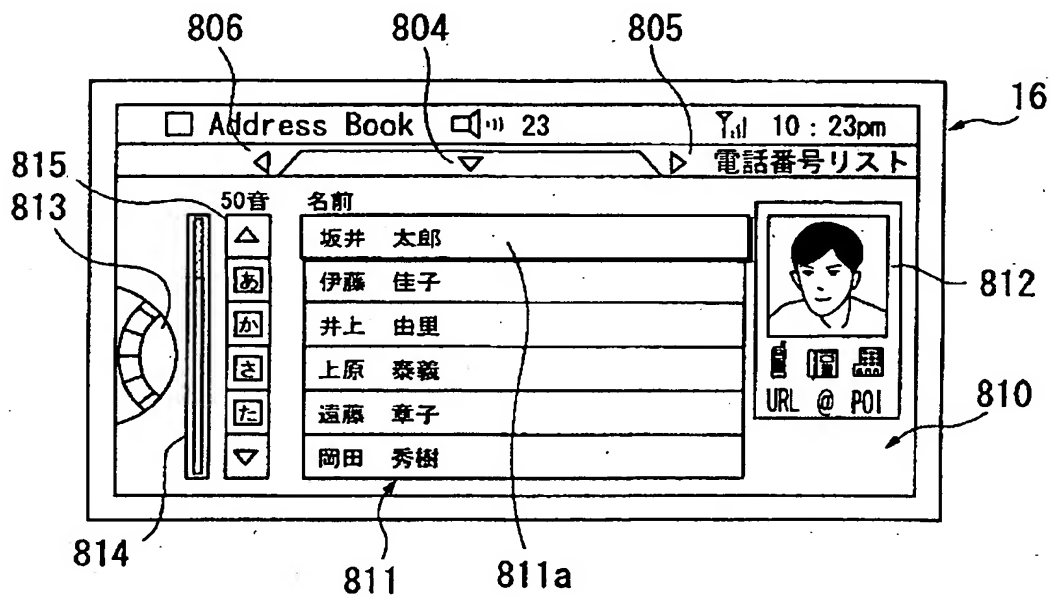 806 804 805
16
□ Address Book 23 10:23pm
815 ◁ ▽ ▷ 電話番号リスト
813 50音 名前
△ 坂井 太郎
あ 伊藤 佳子
812
か 井上 由里
さ 上原 泰義
た 遠藤 章子
URL @ POI
810
▽ 岡田 秀樹
814 811 811a